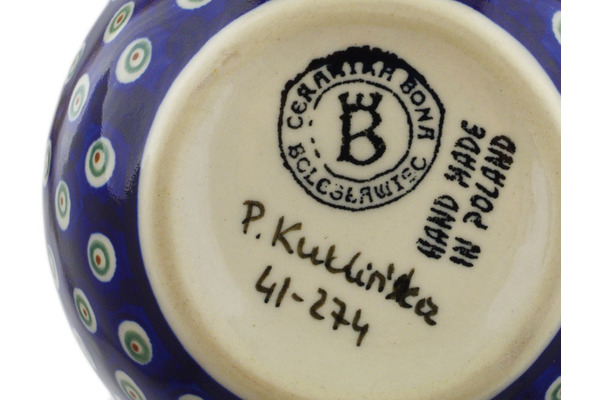 CERAMIKA BONA
B
BOLESŁAWIEC
HAND MADE
IN POLAND
P. Kuklińska
41-274